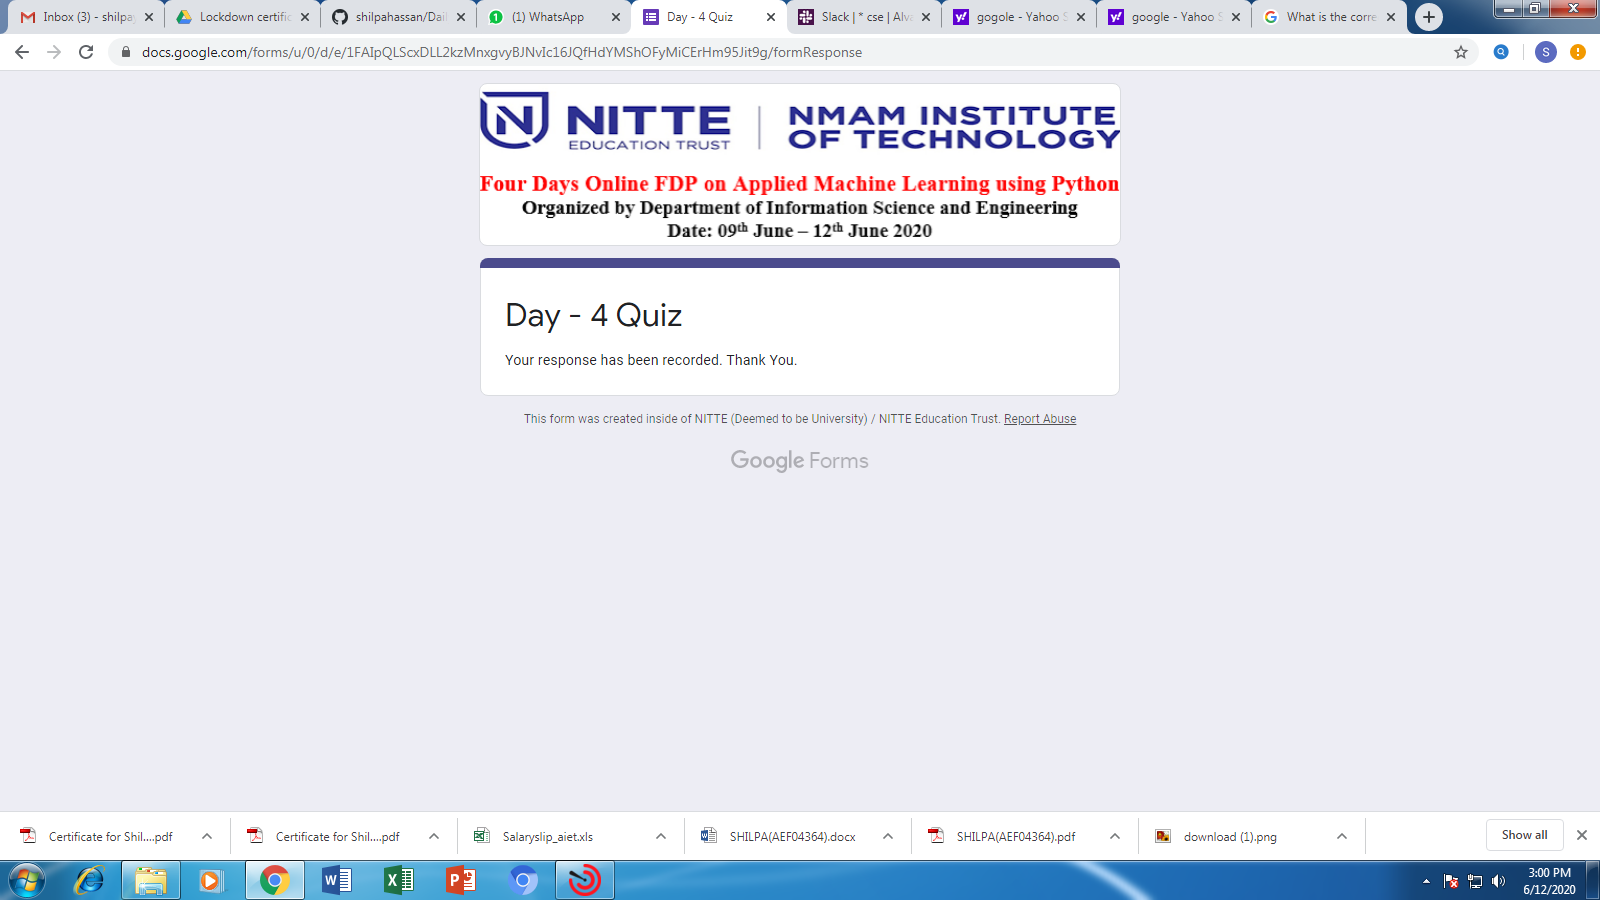 Inbox (3) - shilpa
Lockdown certific
shilpahassan/Dail
(1) WhatsApp
Day - 4 Quiz
Slack | * cse | Alva
gogole - Yahoo S
google - Yahoo S
What is the corre
docs.google.com/forms/u/0/d/e/1FAIpQLScxDLL2kzMnxgvyBJNvIc16JQfHdYMShOFyMiCErHm95Jit9g/formResponse
S
NITTE
EDUCATION TRUST
NMAM INSTITUTE
OF TECHNOLOGY
Four Days Online FDP on Applied Machine Learning using Python
Organized by Department of Information Science and Engineering
Date: 09th June – 12th June 2020
Day - 4 Quiz
Your response has been recorded. Thank You.
This form was created inside of NITTE (Deemed to be University) / NITTE Education Trust. Report Abuse
Google Forms
Certificate for Shil....pdf
Certificate for Shil....pdf
Salaryslip_aiet.xls
SHILPA(AEF04364).docx
SHILPA(AEF04364).pdf
download (1).png
Show all
3:00 PM
6/12/2020